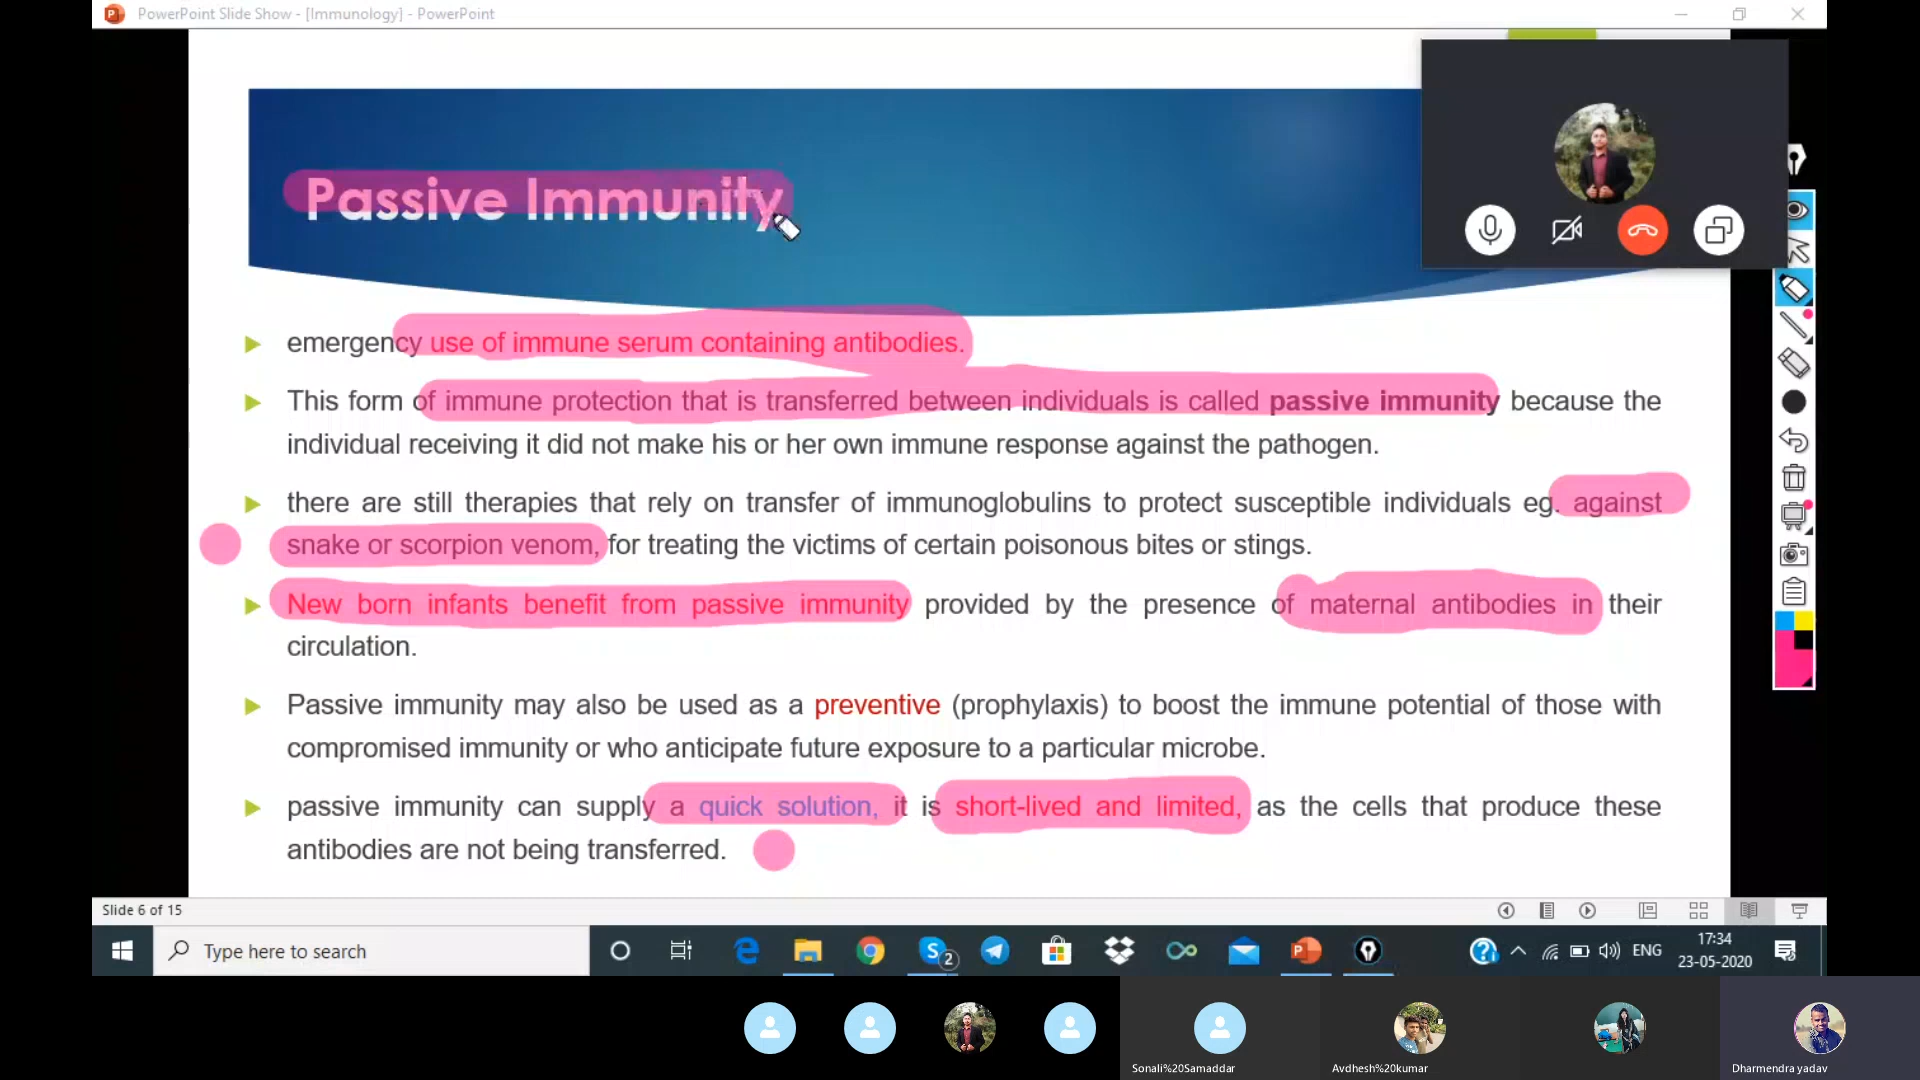 PowerPoint Slide Show - [Immunology] - PowerPoint
Passive Immunity
emergency use of immune serum containing antibodies.
This form of immune protection that is transferred between individuals is called passive immunity because the
individual receiving it did not make his or her own immune response against the pathogen.
there are still therapies that rely on transfer of immunoglobulins to protect susceptible individuals eg. against
snake or scorpion venom, for treating the victims of certain poisonous bites or stings.
New born infants benefit from passive immunity provided by the presence of maternal antibodies in their
circulation.
Passive immunity may also be used as a preventive (prophylaxis) to boost the immune potential of those with
compromised immunity or who anticipate future exposure to a particular microbe.
passive immunity can supply a quick solution, it is short-lived and limited, as the cells that produce these
antibodies are not being transferred.
Slide 6 of 15
Type here to search
2
ENG
17:34
23-05-2020
Sonali%20Samaddar
Avdhesh%20kumar
Dharmendra yadav